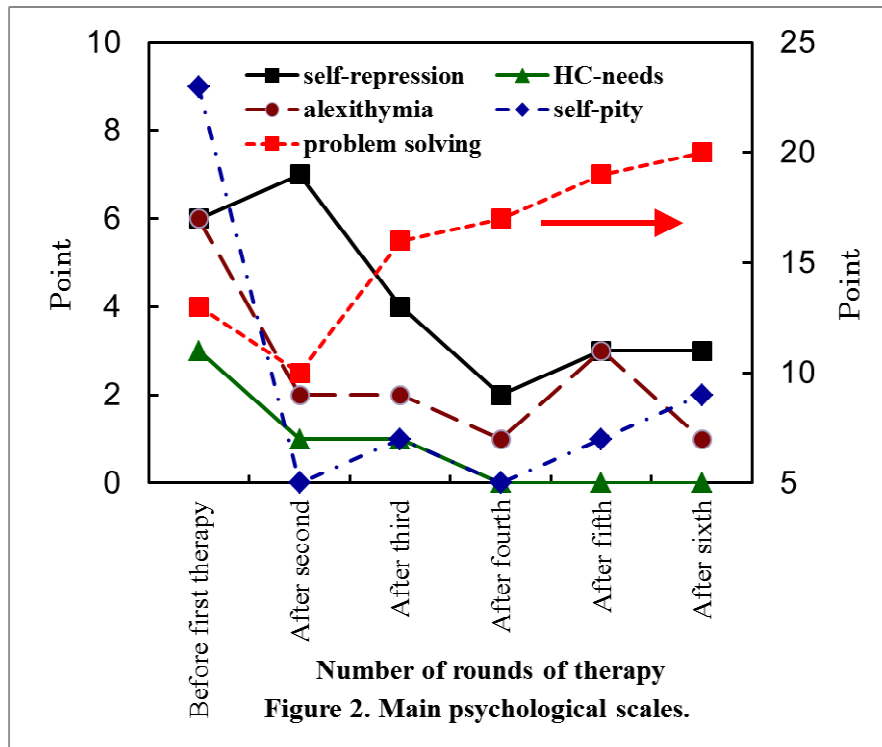 10
8
6
4
2
0
Point
25
20
15
10
5
Point
self-repression
HC-needs
alexithymia
self-pity
problem solving
Before first therapy
After second
After third
After fourth
After fifth
After sixth
Number of rounds of therapy
Figure 2. Main psychological scales.